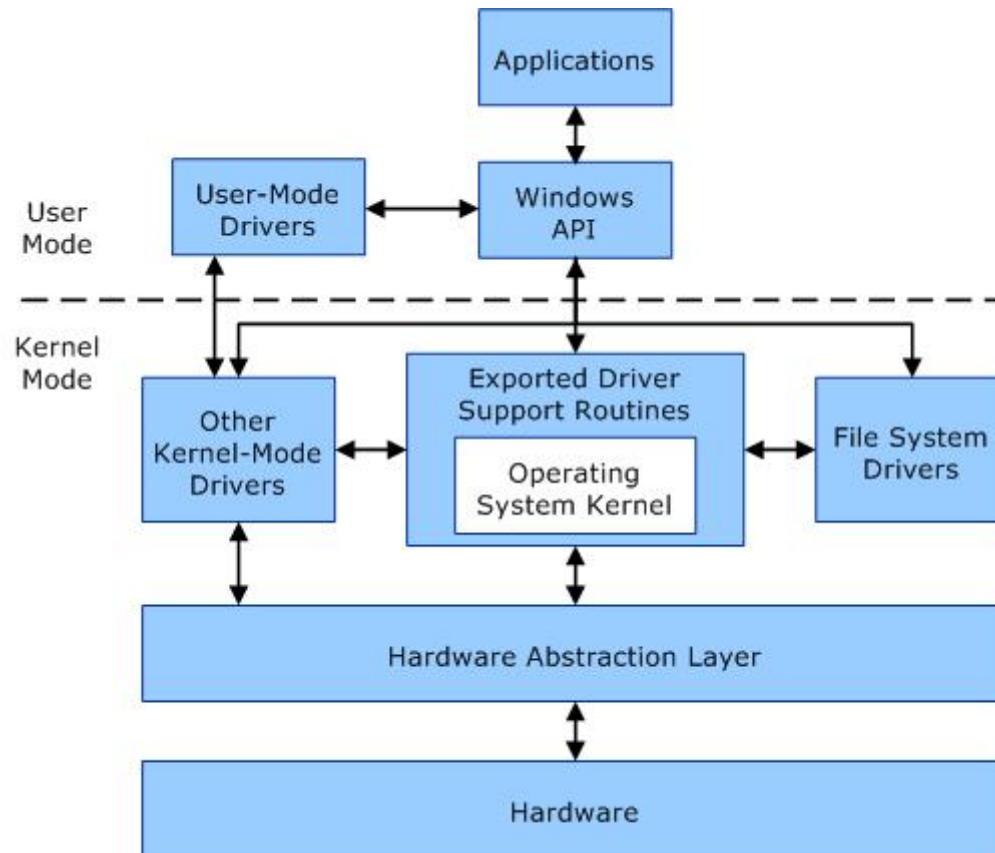 Applications
User-Mode
Drivers
Windows
API
User
Mode
Kernel
Mode
Other
Kernel-Mode
Drivers
Exported Driver
Support Routines
Operating
System Kernel
File System
Drivers
Hardware Abstraction Layer
Hardware